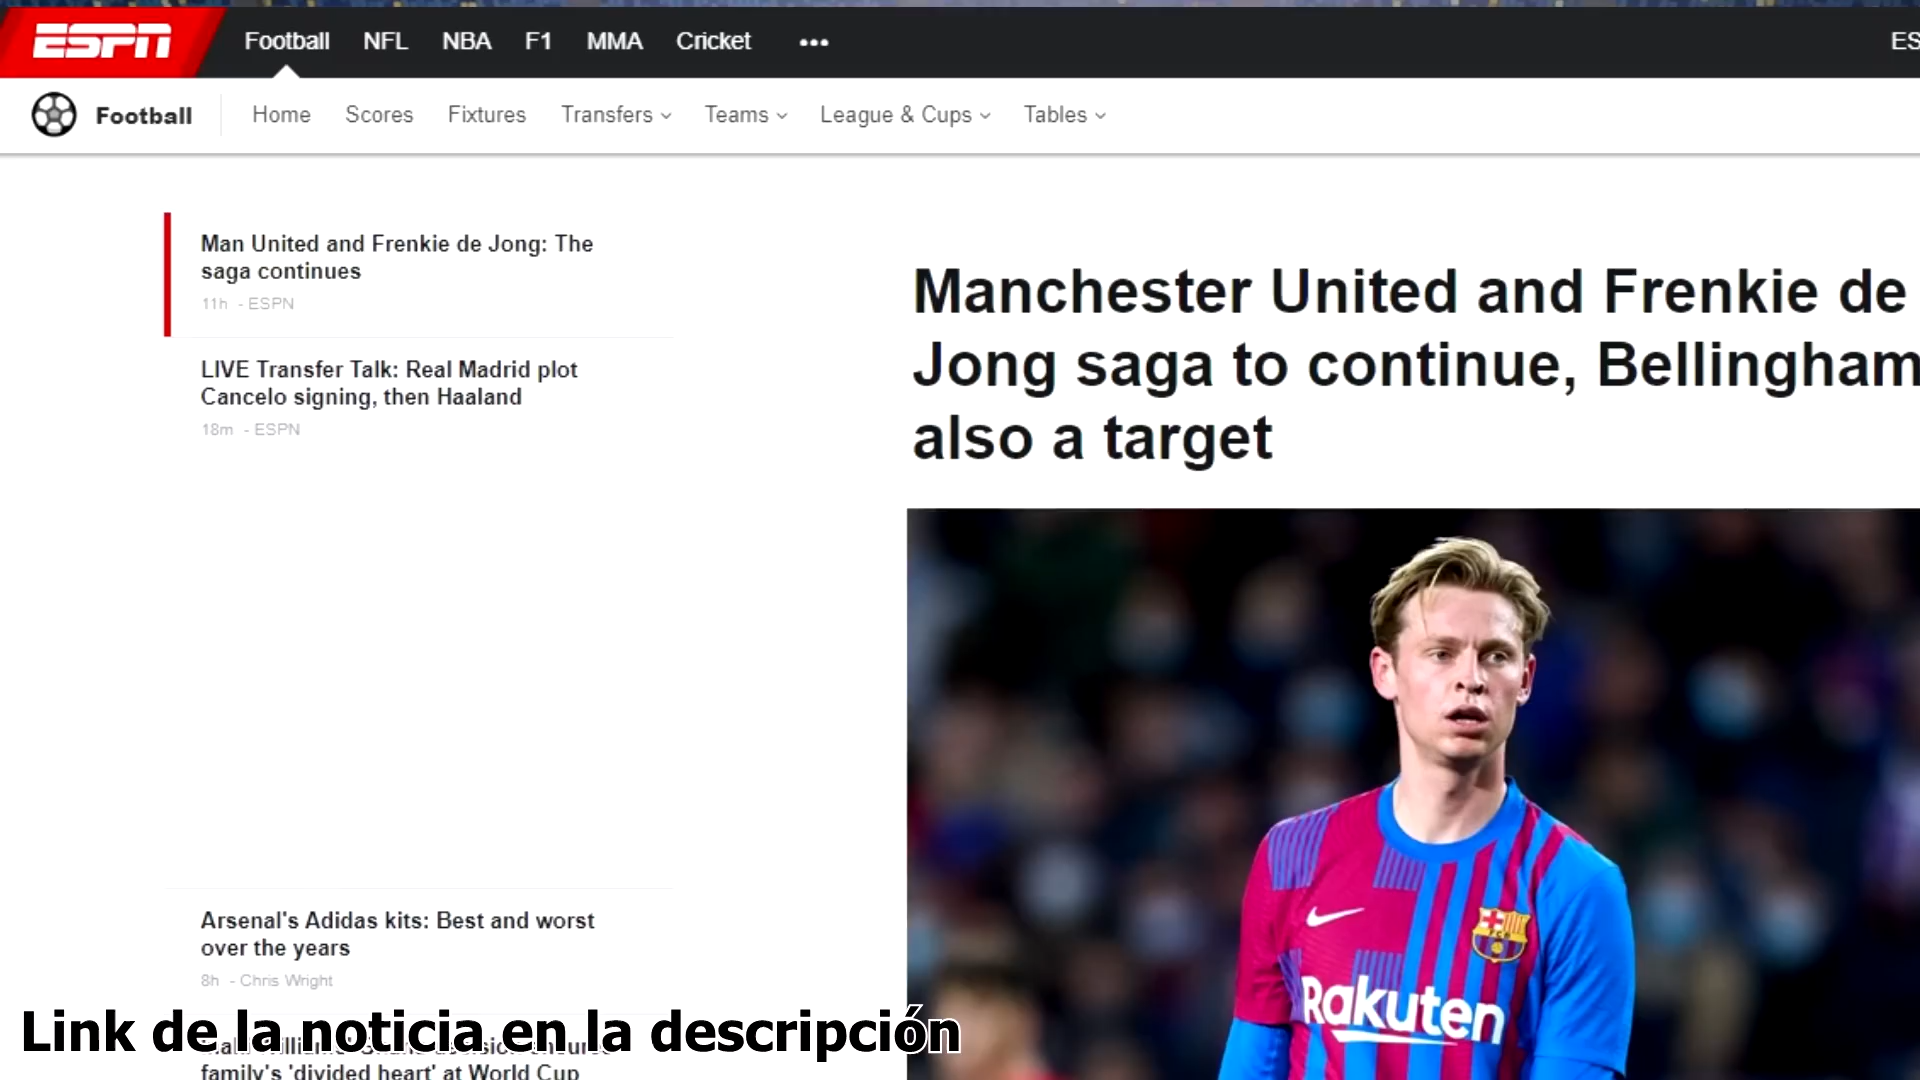 ESPN
Football NFL NBA F1 MMA Cricket •••
ES
Football
Home Scores Fixtures Transfers Teams League & Cups Tables
Man United and Frenkie de Jong: The
saga continues
11h - ESPN
LIVE Transfer Talk: Real Madrid plot
Cancelo signing, then Haaland
18m - ESPN
Manchester United and Frenkie de
Jong saga to continue, Bellingham
also a target
FCB
Rakuten
Arsenal's Adidas kits: Best and worst
over the years
8h - Chris Wright
Link de la noticia en la descripción
family's 'divided heart' at World Cup